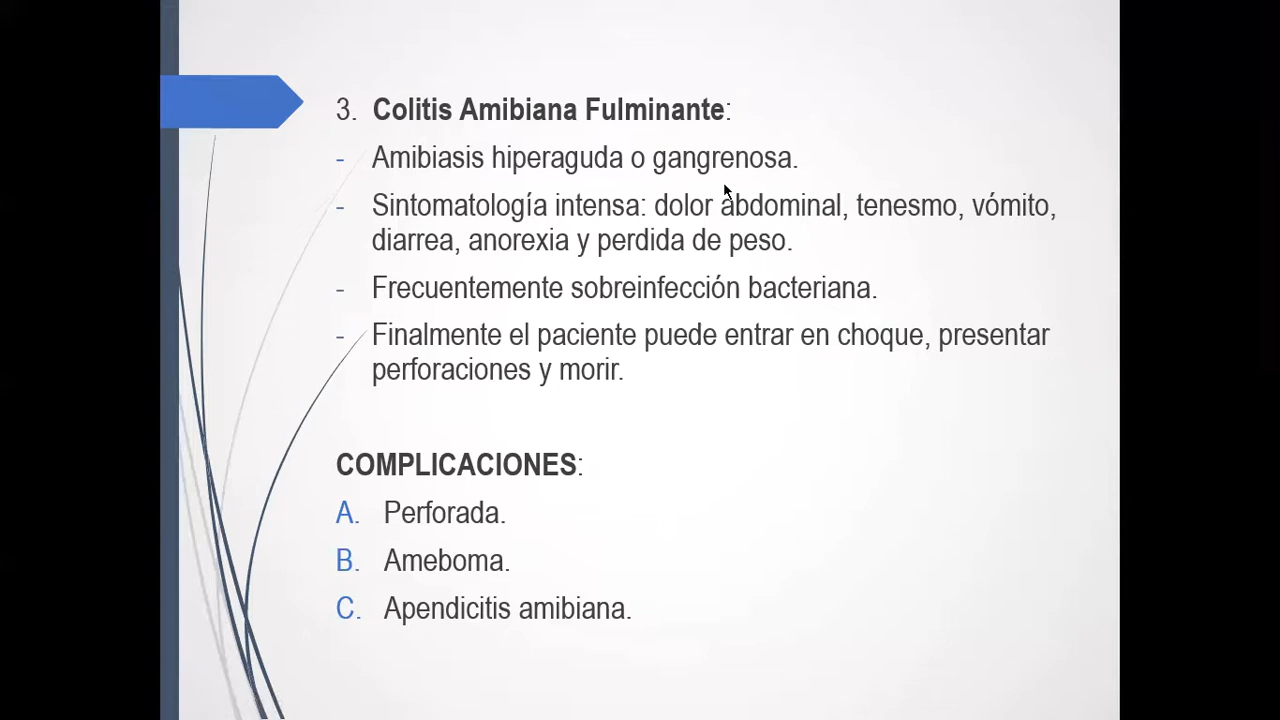 3. Colitis Amibiana Fulminante:
- Amibiasis hiperaguda o gangrenosa.
- Sintomatología intensa: dolor abdominal, tenesmo, vómito,
diarrea, anorexia y perdida de peso.
- Frecuentemente sobreinfección bacteriana.
- Finalmente el paciente puede entrar en choque, presentar
perforaciones y morir.
COMPLICACIONES:
A. Perforada.
B. Ameboma.
C. Apendicitis amibiana.